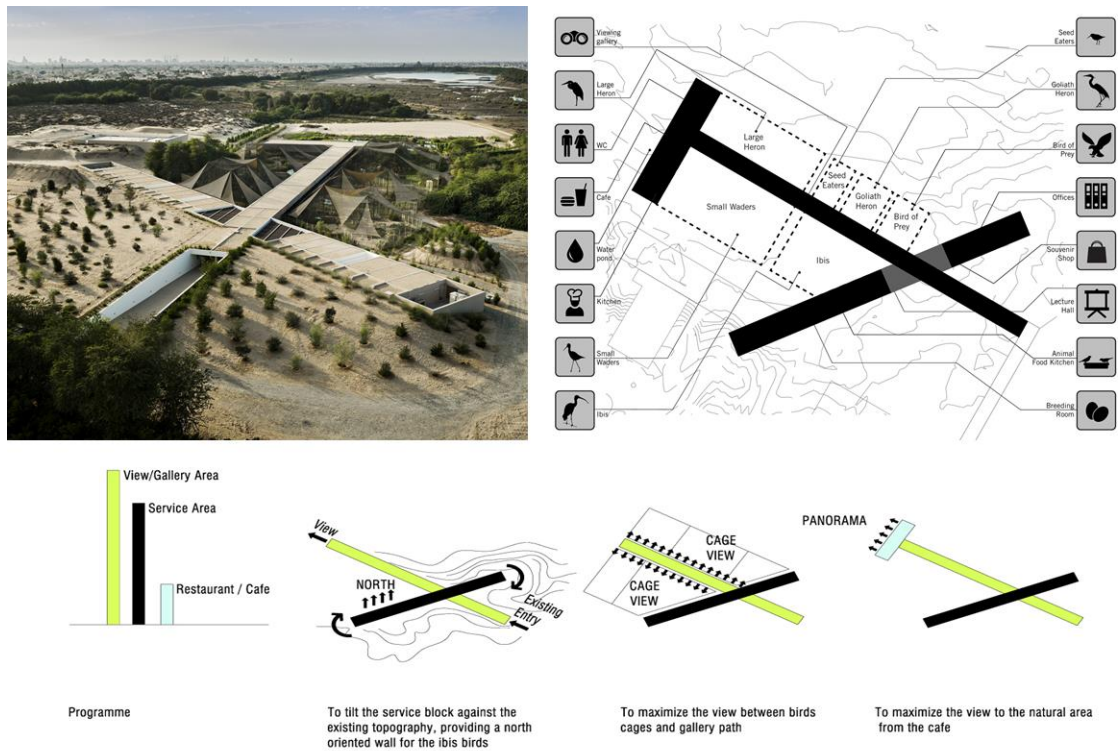 Viewing
gallery
Large
Heron
WC
Cafe
Water
pond
Kitchen
Small
Waders
Ibis
Large
Heron
Seed
Eaters
Goliath
Heron
Bird of
Prey
Small Waders
Ibis
Seed
Eaters
Goliath
Heron
Bird of
Prey
Offices
Souvenir
Shop
Lecture
Hall
Animal
Food Kitchen
Breeding
Room
View/Gallery Area
Service Area
Restaurant / Cafe
Programme
View
NORTH
Existing
Entry
To tilt the service block against the
existing topography, providing a north
oriented wall for the ibis birds
CAGE
VIEW
CAGE
VIEW
To maximize the view between birds
cages and gallery path
PANORAMA
To maximize the view to the natural area
from the cafe